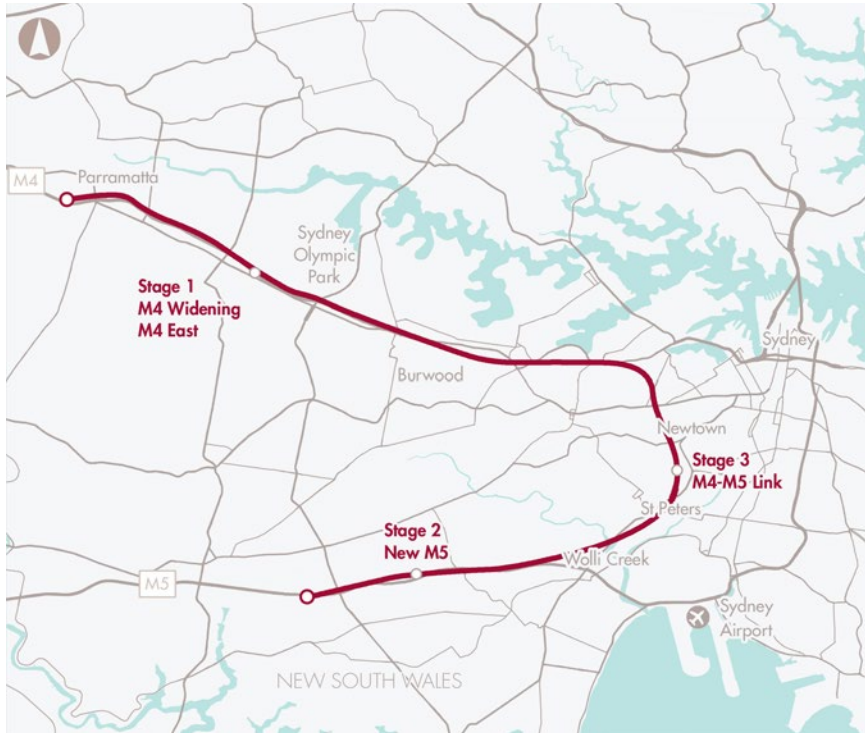 M4
Parramatta
Sydney
Olympic
Park
Stage 1
M4 Widening
M4 East
Sydney
Burwood
Newtown
Stage 3
M4-M5 Link
St Peters
Stage 2
New M5
Wolli Creek
M5
Sydney
Airport
NEW SOUTH WALES